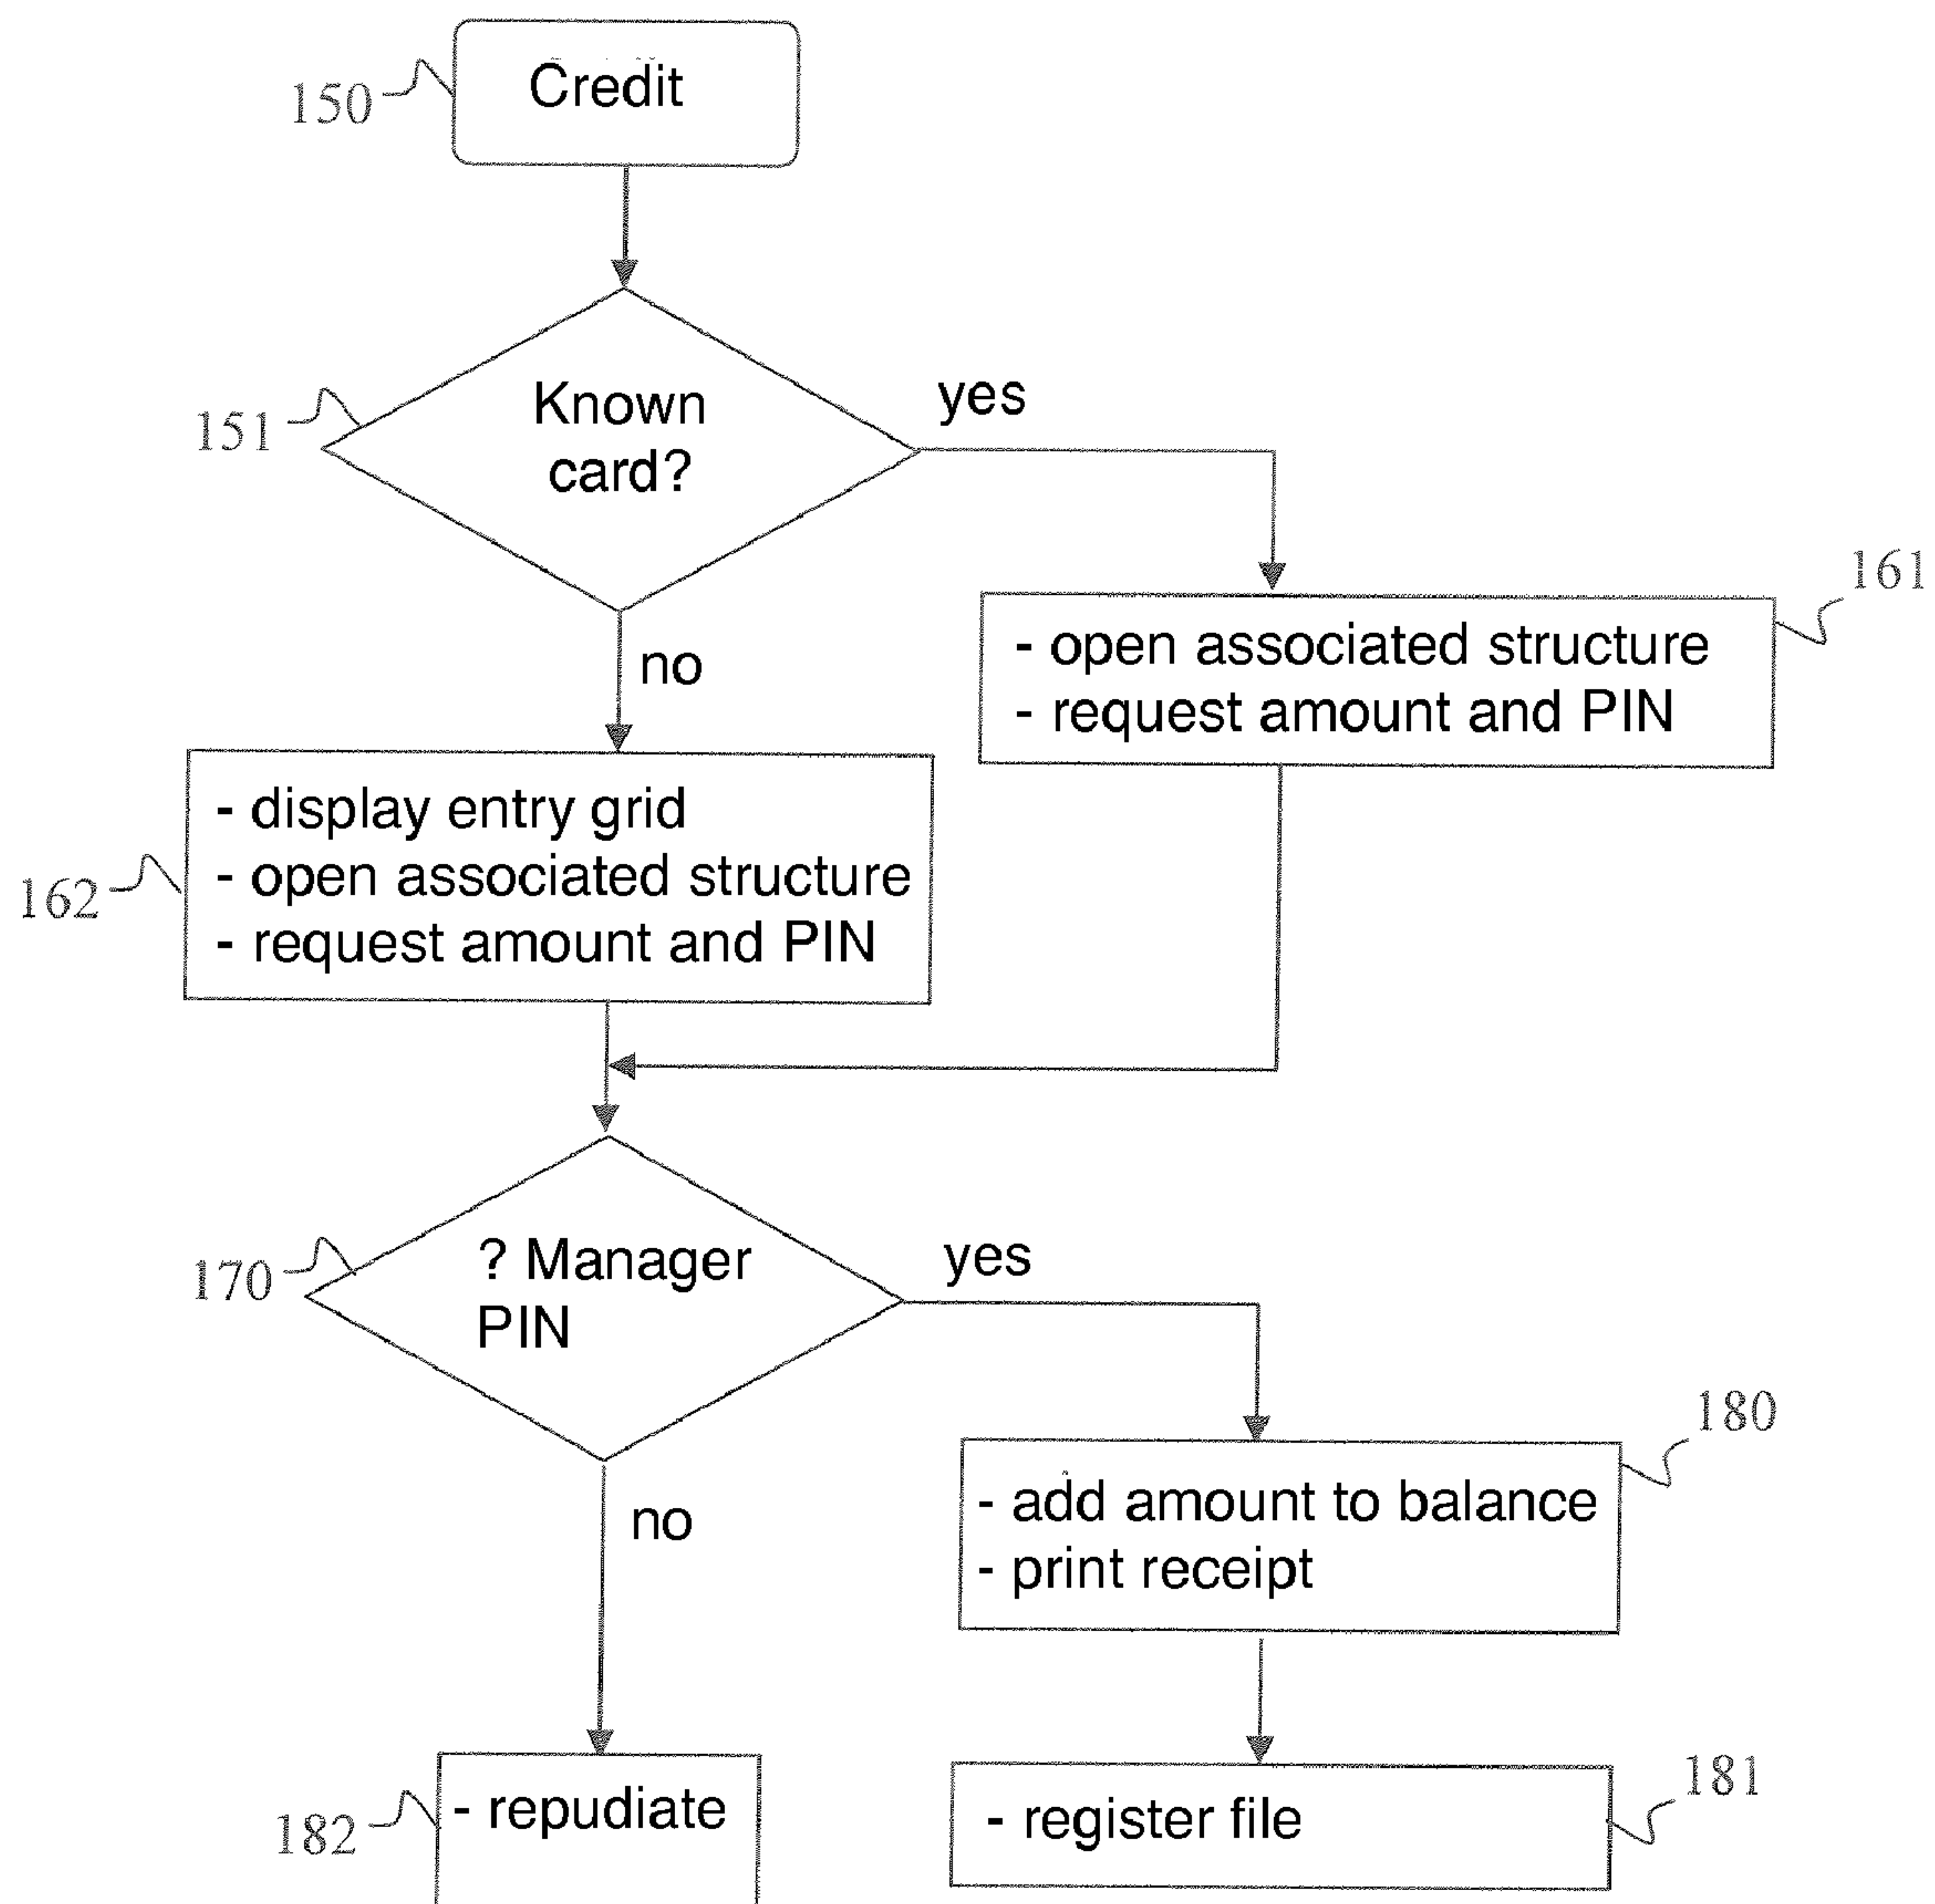 150
Credit
151
Known
card?
yes
no
161
- open associated structure
- request amount and PIN
162
- display entry grid
- open associated structure
- request amount and PIN
170
? Manager
PIN
yes
no
180
- add amount to balance
- print receipt
182
- repudiate
181
- register file